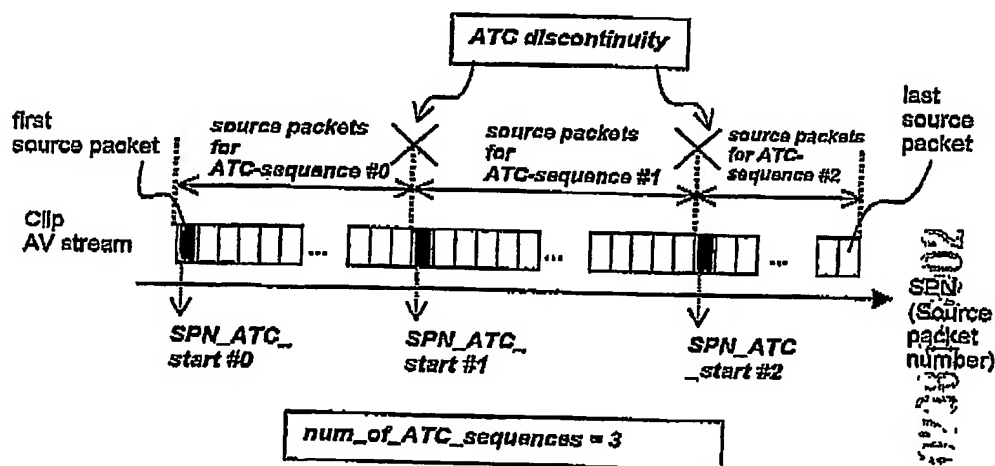 ATC discontinuity
first
source packet
source packets
for
ATC-sequence #0
source packets
for
ATC-sequence #1
source packets
for ATC-
sequence #2
last
source
packet
Clip
AV stream
...
...
...
SPN
(Source
packet
number)
SPN_ATC_
start #0
SPN_ATC_
start #1
SPN_ATC
_start #2
num_of_ATC_sequences = 3